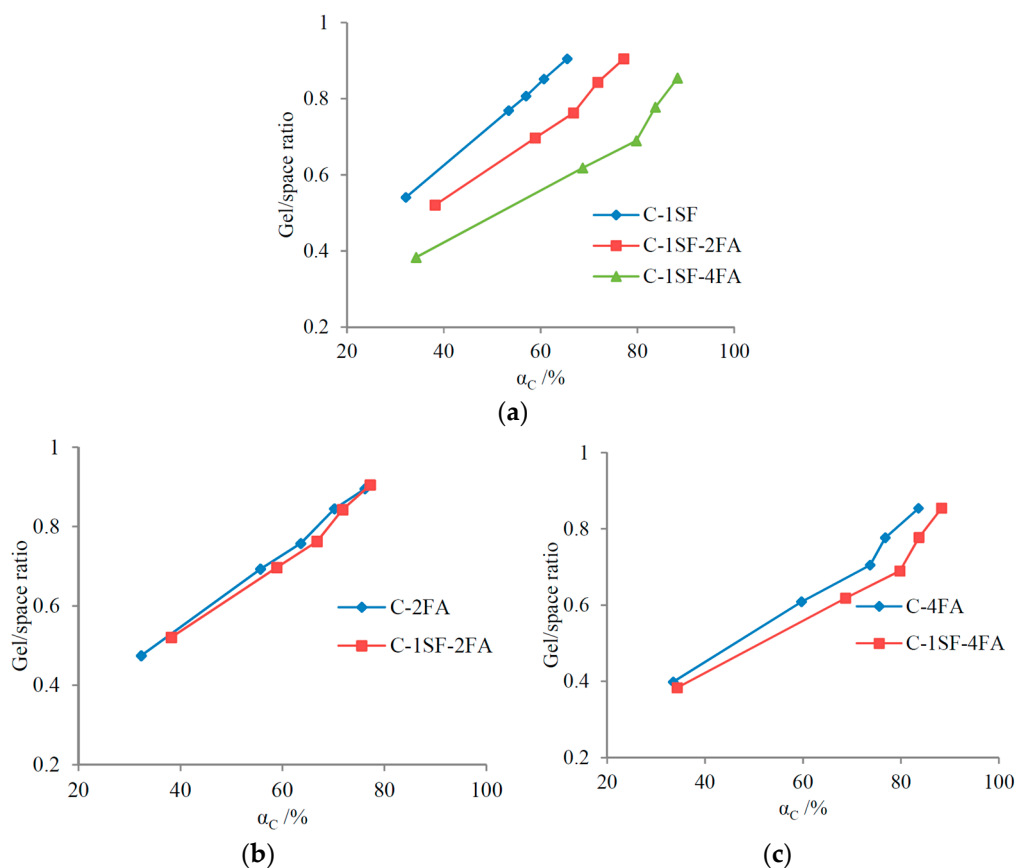 1
0.8
0.6
0.4
0.2
Gel/space ratio
C-1SF
C-1SF-2FA
C-1SF-4FA
20 40 60 80 100
α_C /%
(a)
1
0.8
0.6
0.4
0.2
Gel/space ratio
C-2FA
C-1SF-2FA
20 40 60 80 100
α_C /%
(b)
1
0.8
0.6
0.4
0.2
Gel/space ratio
C-4FA
C-1SF-4FA
20 40 60 80 100
α_C /%
(c)